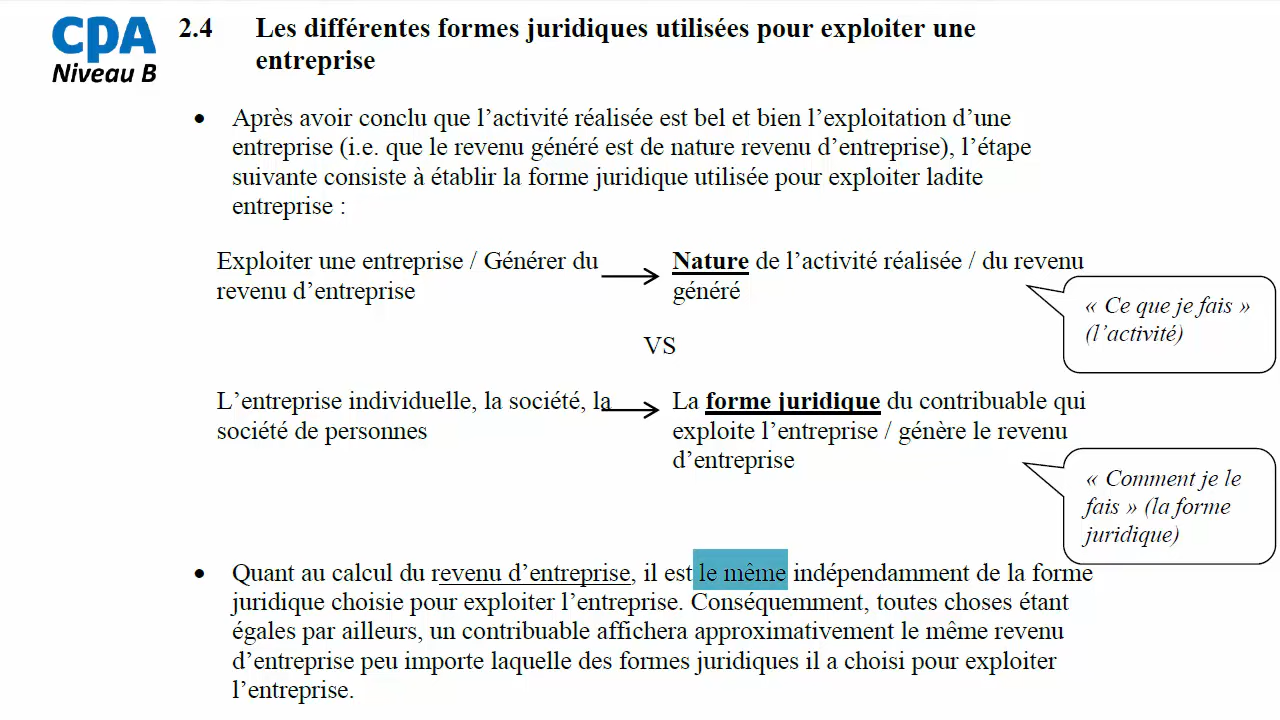 CPA
Niveau B
2.4 Les différentes formes juridiques utilisées pour exploiter une
entreprise
• Après avoir conclu que l’activité réalisée est bel et bien l’exploitation d’une
entreprise (i.e. que le revenu généré est de nature revenu d’entreprise), l’étape
suivante consiste à établir la forme juridique utilisée pour exploiter ladite
entreprise :
Exploiter une entreprise / Générer du
revenu d’entreprise
Nature de l’activité réalisée / du revenu
généré
« Ce que je fais »
(l’activité)
VS
L’entreprise individuelle, la société, la
société de personnes
La forme juridique du contribuable qui
exploite l’entreprise / génère le revenu
d’entreprise
« Comment je le
fais » (la forme
juridique)
• Quant au calcul du revenu d’entreprise, il est le même indépendamment de la forme
juridique choisie pour exploiter l’entreprise. Conséquemment, toutes choses étant
égales par ailleurs, un contribuable affichera approximativement le même revenu
d’entreprise peu importe laquelle des formes juridiques il a choisi pour exploiter
l’entreprise.